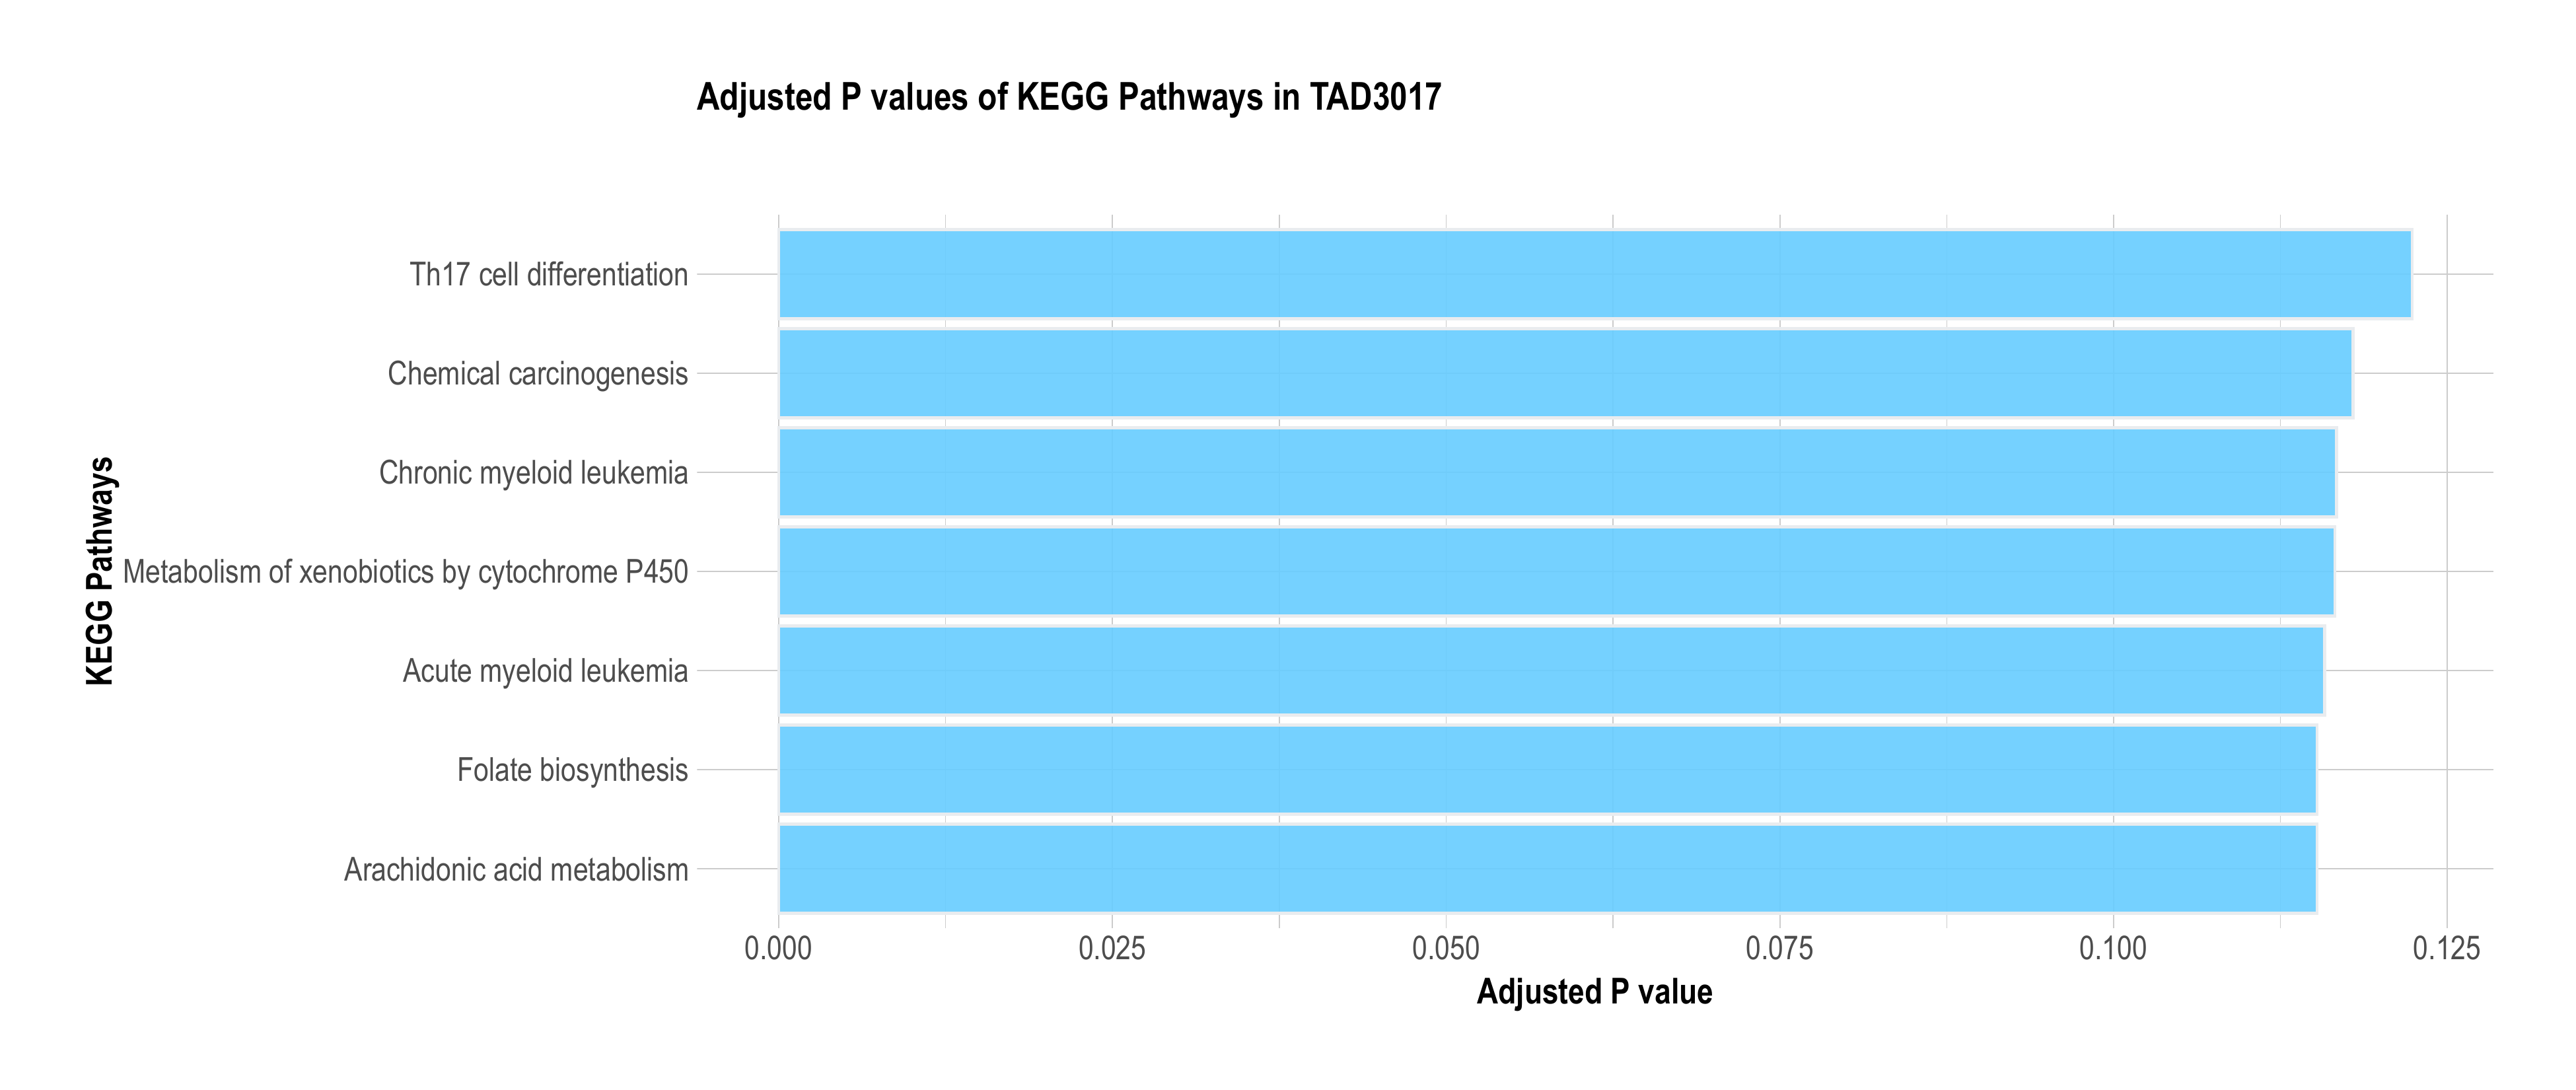 Adjusted P values of KEGG Pathways in TAD3017
KEGG Pathways
Th17 cell differentiation
Chemical carcinogenesis
Chronic myeloid leukemia
Metabolism of xenobiotics by cytochrome P450
Acute myeloid leukemia
Folate biosynthesis
Arachidonic acid metabolism
0.000 0.025 0.050 0.075 0.100 0.125
Adjusted P value